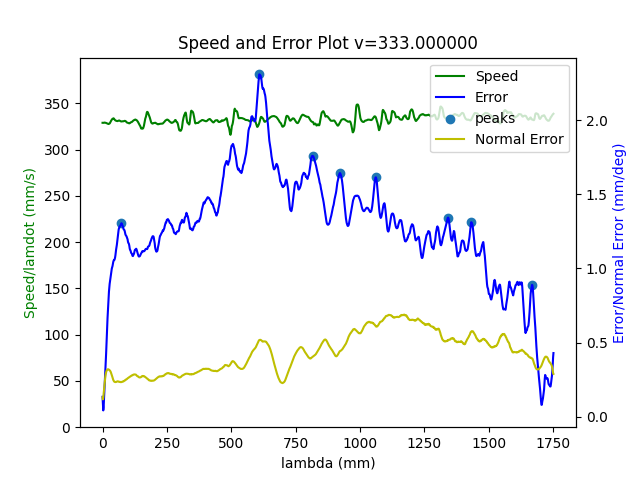 Speed and Error Plot v=333.000000
Speed
Error
peaks
Normal Error
Speed/lamdot (mm/s)
350
300
250
200
150
100
50
0
2.0
1.5
1.0
0.5
0.0
Error/Normal Error (mm/deg)
0 250 500 750 1000 1250 1500 1750
lambda (mm)